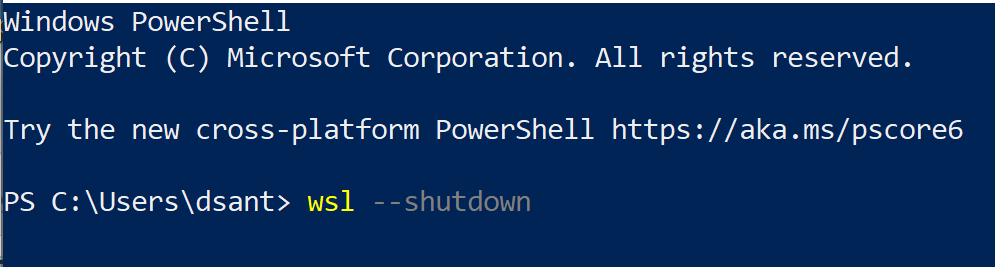 Windows PowerShell
Copyright (C) Microsoft Corporation. All rights reserved.
Try the new cross-platform PowerShell https://aka.ms/pscore6
PS C:\Users\dsant> wsl --shutdown